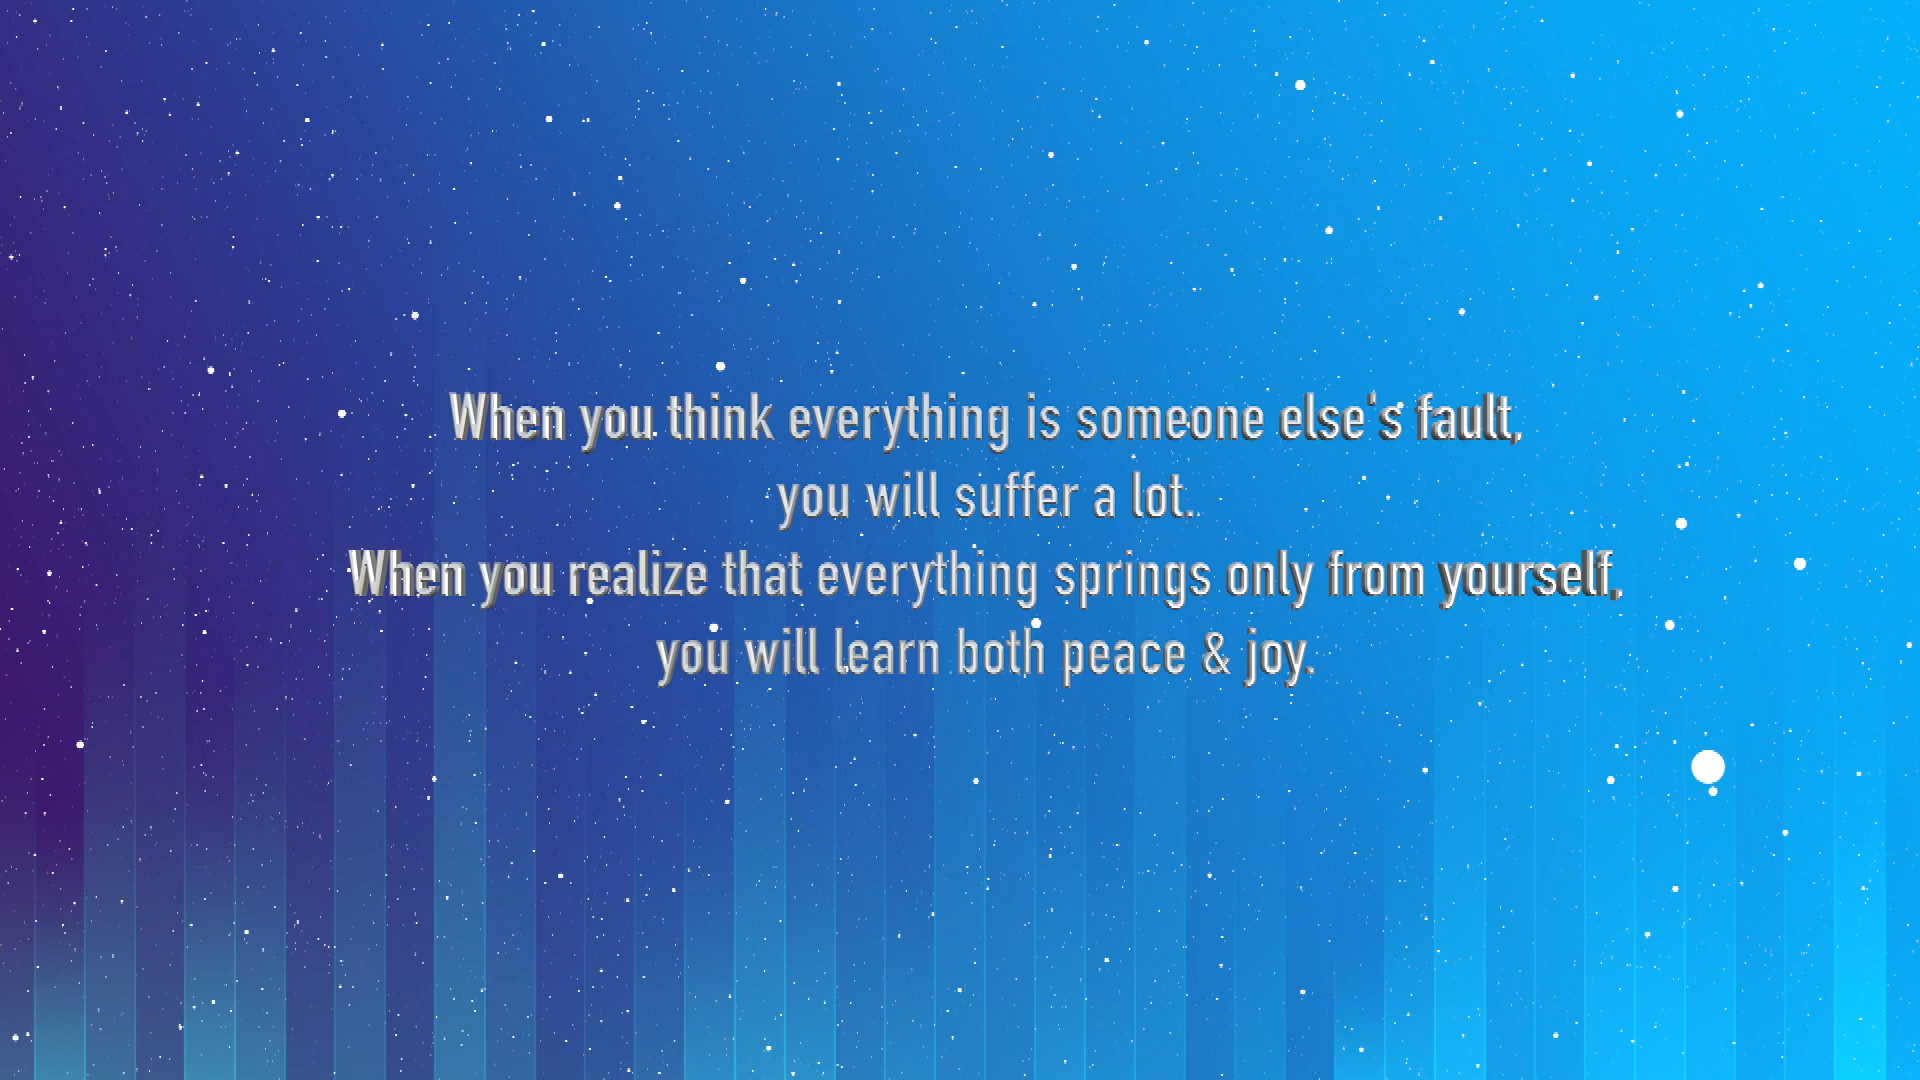 When you think everything is someone else's fault,
you will suffer a lot.
When you realize that everything springs only from yourself,
you will learn both peace & joy.